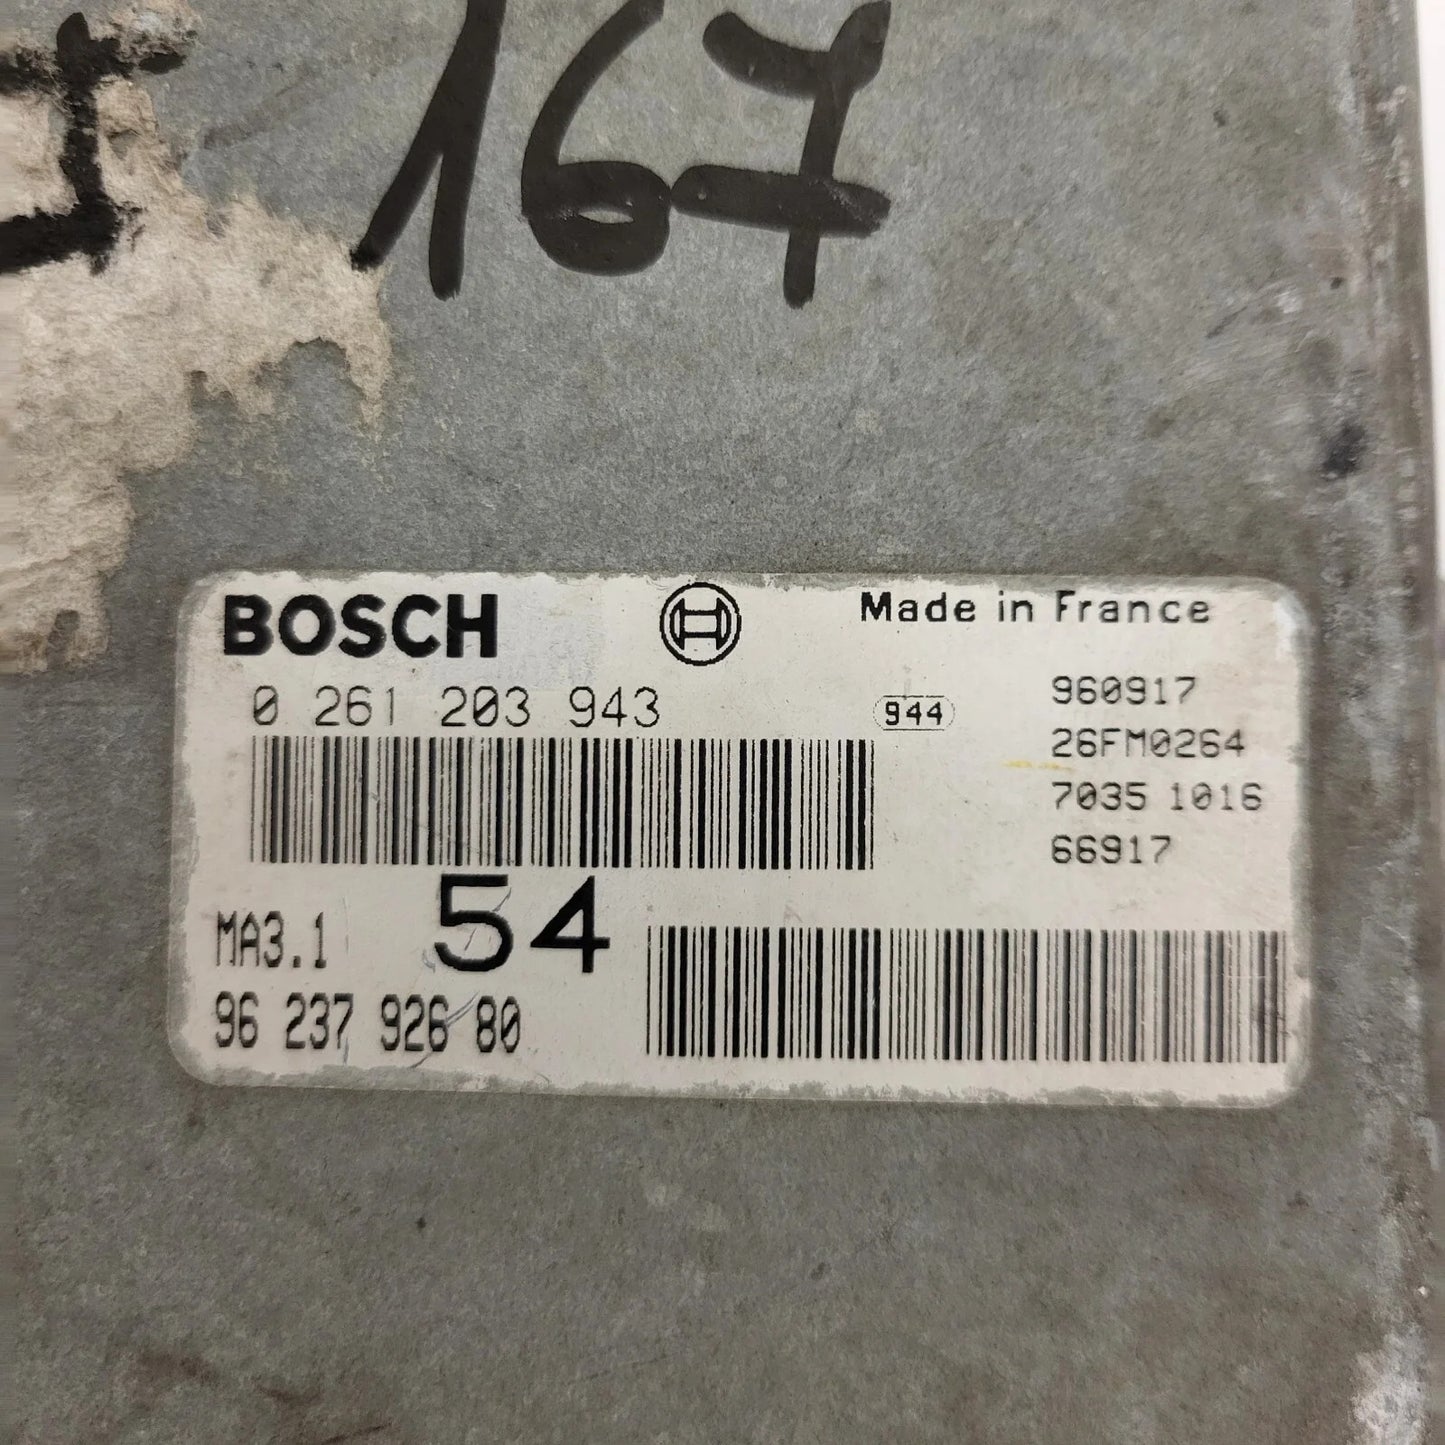 167
BOSCH
Made in France
0 261 203 943
944
960917
26FM0264
7035 1016
66917
MA3.1
54
96 237 926 80